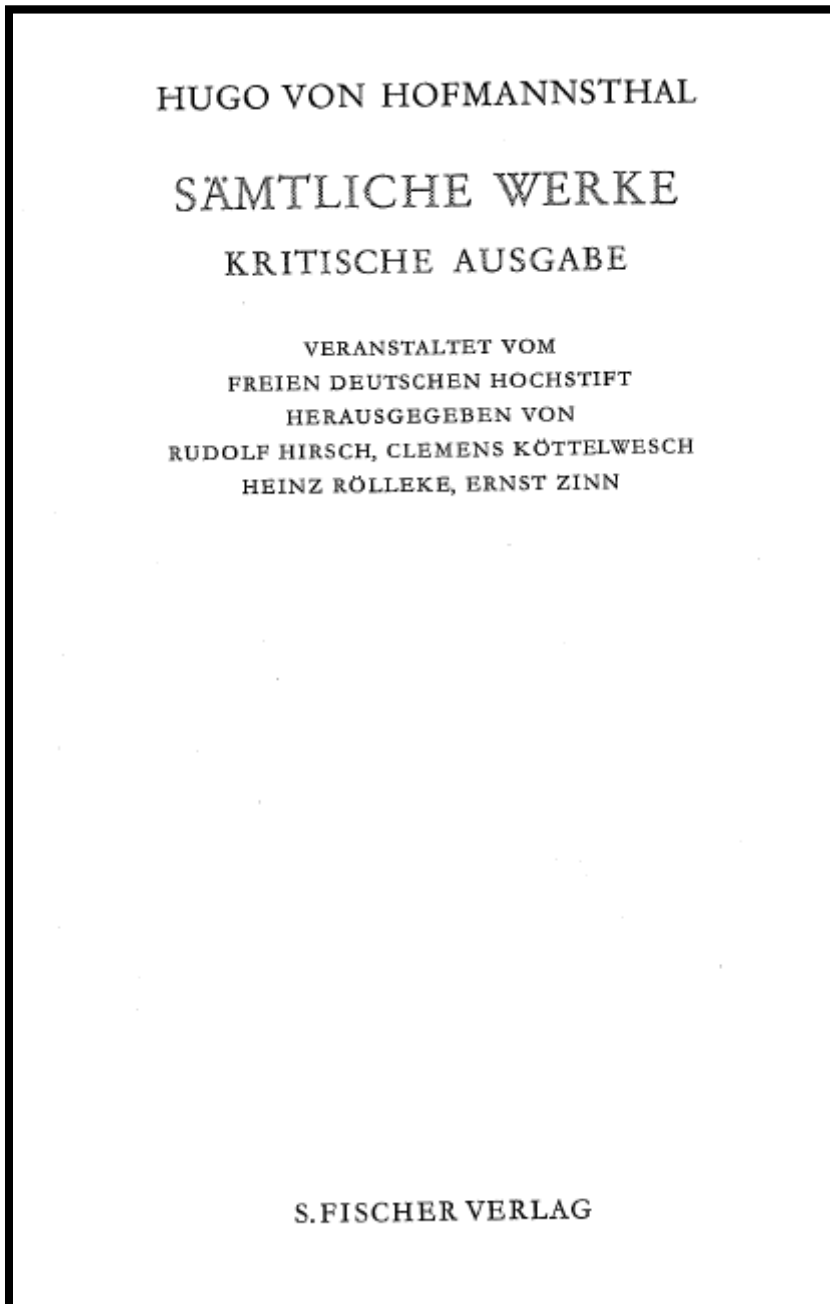 HUGO VON HOFMANNSTHAL
SÄMTLICHE WERKE
KRITISCHE AUSGABE
VERANSTALTET VOM
FREIEN DEUTSCHEN HOCHSTIFT
HERAUSGEGEBEN VON
RUDOLF HIRSCH, CLEMENS KÖTTELWESCH
HEINZ RÖLLEKE, ERNST ZINN
S. FISCHER VERLAG